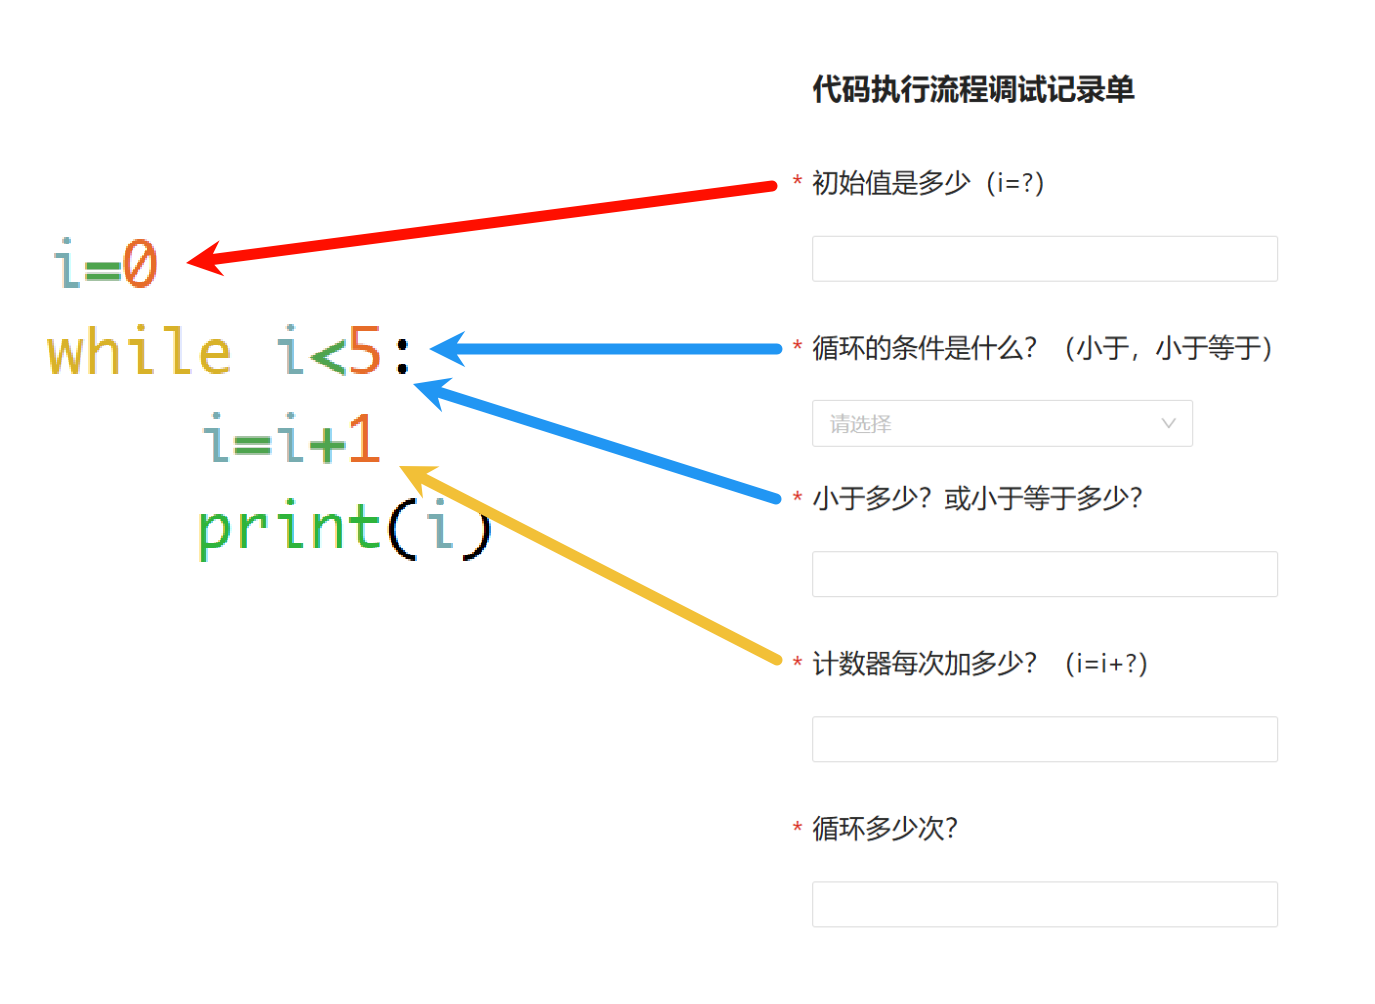 代码执行流程调试记录单
* 初始值是多少（i=?）
i=0
while i<5:
i=i+1
print(i)
* 循环的条件是什么？（小于，小于等于）
请选择
* 小于多少？或小于等于多少？
* 计数器每次加多少？（i=i+?）
* 循环多少次？